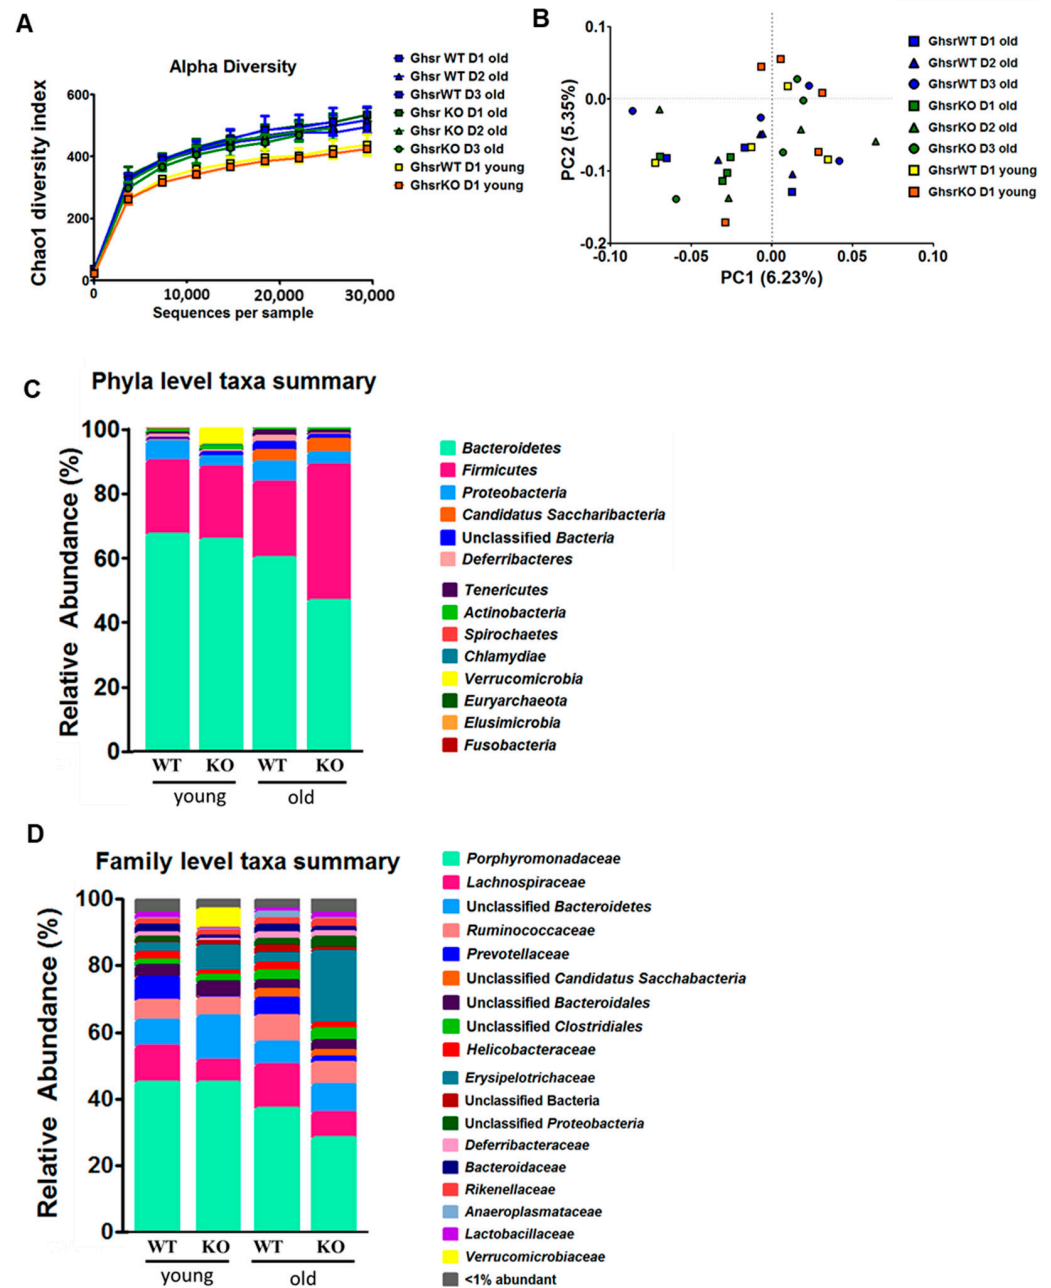 A
Alpha Diversity
Chao1 diversity index
600
400
200
0
0
10,000
20,000
30,000
Sequences per sample
Ghsr WT D1 old
Ghsr WT D2 old
GhsrWT D3 old
Ghsr KO D1 old
Ghsr KO D2 old
GhsrKO D3 old
GhsrWT D1 young
GhsrKO D1 young
B
PC2 (5.35%)
0.1
0.0
-0.1
-0.2
-0.10
-0.05
0.00
0.05
0.10
PC1 (6.23%)
GhsrWT D1 old
GhsrWT D2 old
GhsrWT D3 old
GhsrKO D1 old
GhsrKO D2 old
GhsrKO D3 old
GhsrWT D1 young
GhsrKO D1 young
C
Phyla level taxa summary
Relative Abundance (%)
100
80
60
40
20
0
WT
KO
WT
KO
young
old
Bacteroidetes
Firmicutes
Proteobacteria
Candidatus Saccharibacteria
Unclassified Bacteria
Deferribacteres
Tenericutes
Actinobacteria
Spirochaetes
Chlamydiae
Verrucomicrobia
Euryarchaeota
Elusimicrobia
Fusobacteria
D
Family level taxa summary
Relative Abundance (%)
100
80
60
40
20
0
WT
KO
WT
KO
young
old
Porphyromonadaceae
Lachnospiraceae
Unclassified Bacteroidetes
Ruminococcaceae
Prevotellaceae
Unclassified Candidatus Sacchabacteria
Unclassified Bacteroidales
Unclassified Clostridiales
Helicobacteraceae
Erysipelotrichaceae
Unclassified Bacteria
Unclassified Proteobacteria
Deferribacteraceae
Bacteroidaceae
Rikenellaceae
Anaeroplasmataceae
Lactobacillaceae
Verrucomicrobiaceae
<1% abundant